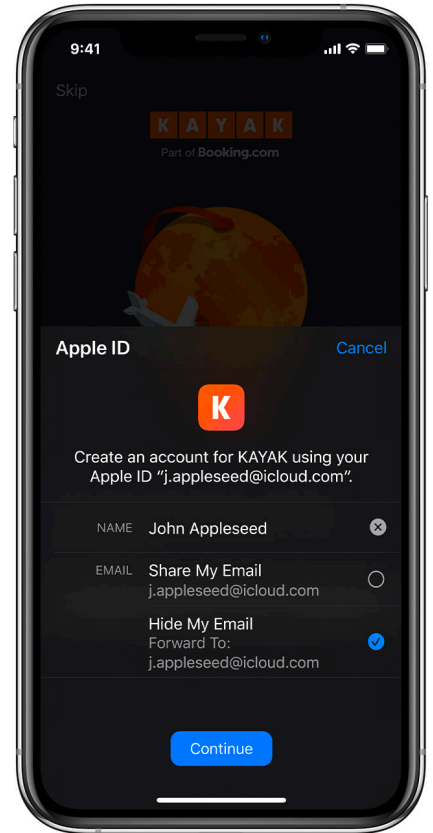 9:41
Skip
KAYAK
Part of Booking.com
Apple ID
Cancel
K
Create an account for KAYAK using your
Apple ID “j.appleseed@icloud.com”.
NAME John Appleseed
EMAIL Share My Email
j.appleseed@icloud.com
Hide My Email
Forward To:
j.appleseed@icloud.com
Continue